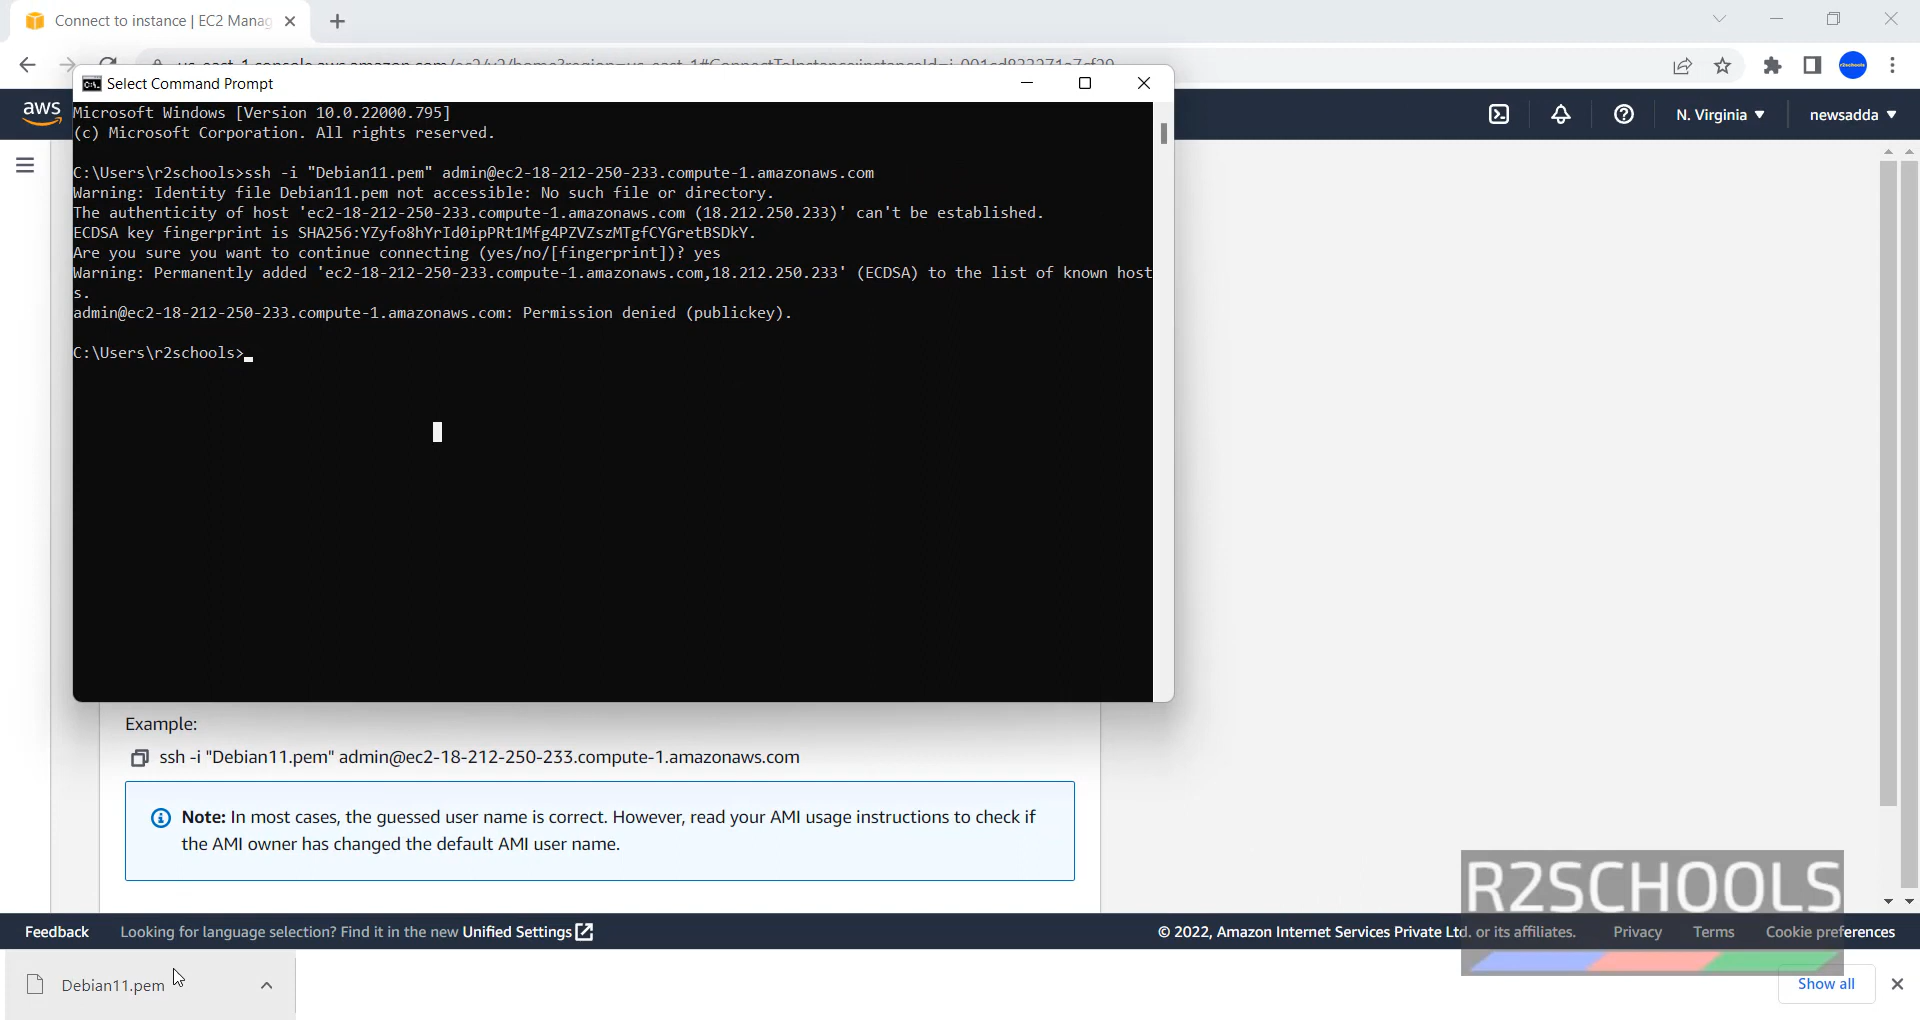 Connect to instance | EC2 Manag
Select Command Prompt
aws
N. Virginia
newsadda
Microsoft Windows [Version 10.0.22000.795]
(c) Microsoft Corporation. All rights reserved.
C:\Users\r2schools>ssh -i "Debian11.pem" admin@ec2-18-212-250-233.compute-1.amazonaws.com
Warning: Identity file Debian11.pem not accessible: No such file or directory.
The authenticity of host 'ec2-18-212-250-233.compute-1.amazonaws.com (18.212.250.233)' can't be established.
ECDSA key fingerprint is SHA256:YZyfo8hYrId0ipPRt1Mfg4PZVZszMTgfCYGretBSDkY.
Are you sure you want to continue connecting (yes/no/[fingerprint])? yes
Warning: Permanently added 'ec2-18-212-250-233.compute-1.amazonaws.com,18.212.250.233' (ECDSA) to the list of known host
s.
admin@ec2-18-212-250-233.compute-1.amazonaws.com: Permission denied (publickey).
C:\Users\r2schools>
Example:
ssh -i "Debian11.pem" admin@ec2-18-212-250-233.compute-1.amazonaws.com
Note: In most cases, the guessed user name is correct. However, read your AMI usage instructions to check if
the AMI owner has changed the default AMI user name.
R2SCHOOLS
Feedback Looking for language selection? Find it in the new Unified Settings
© 2022, Amazon Internet Services Private Ltd. or its affiliates. Privacy Terms Cookie preferences
Debian11.pem
Show all